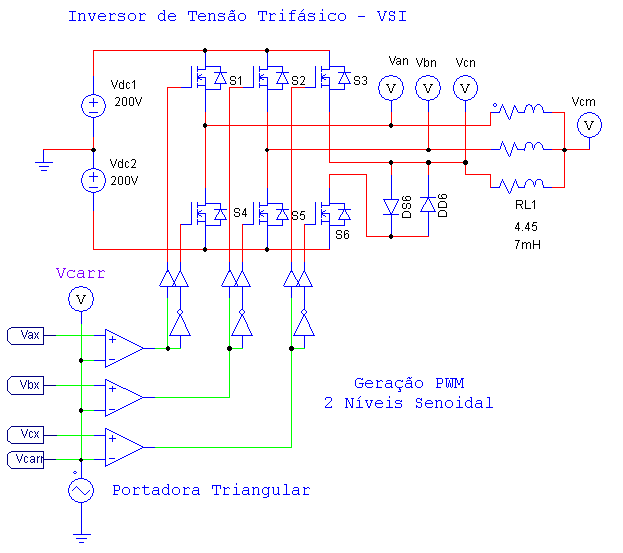 Inversor de Tensão Trifásico - VSI
Van
Vbn
Vcn
Vdc1
200V
S1
S2
S3
Vcm
V
V
V
V
Vdc2
200V
S4
S5
S6
DS6
DD6
RL1
4.45
7mH
Vcarr
V
Vax
Vbx
Vcx
Vcarr
Geração PWM
2 Níveis Senoidal
Portadora Triangular